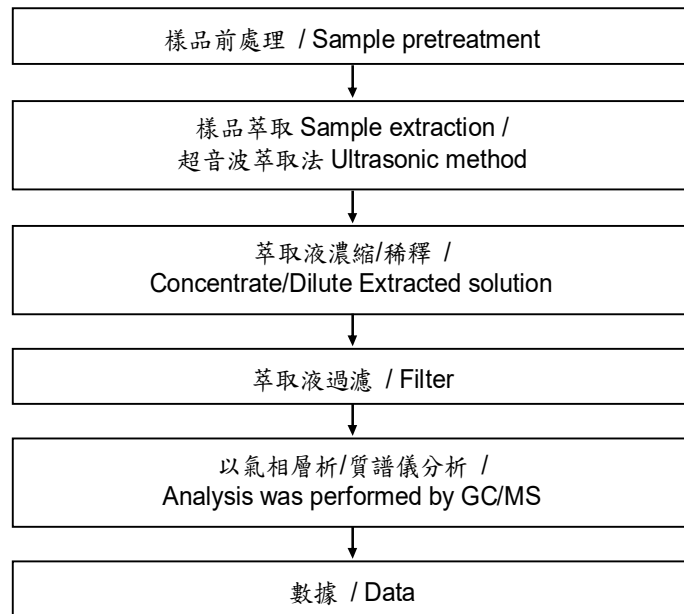 樣品前處理 / Sample pretreatment
樣品萃取 Sample extraction /
超音波萃取法 Ultrasonic method
萃取液濃縮/稀釋 /
Concentrate/Dilute Extracted solution
萃取液過濾 / Filter
以氣相層析/質譜儀分析 /
Analysis was performed by GC/MS
數據 / Data